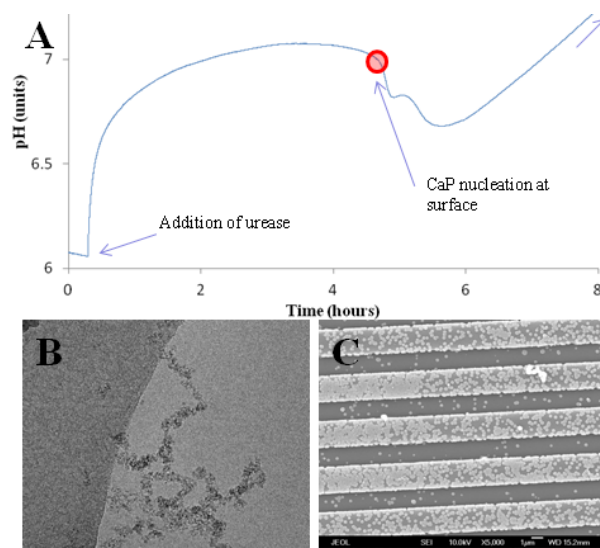 A
7
pH (units)
6.5
CaP nucleation at
surface
Addition of urease
6
0
2
4
6
8
Time (hours)
B
C
JEOL SEI 10.0kV X5,000 1µm WD 15.2mm